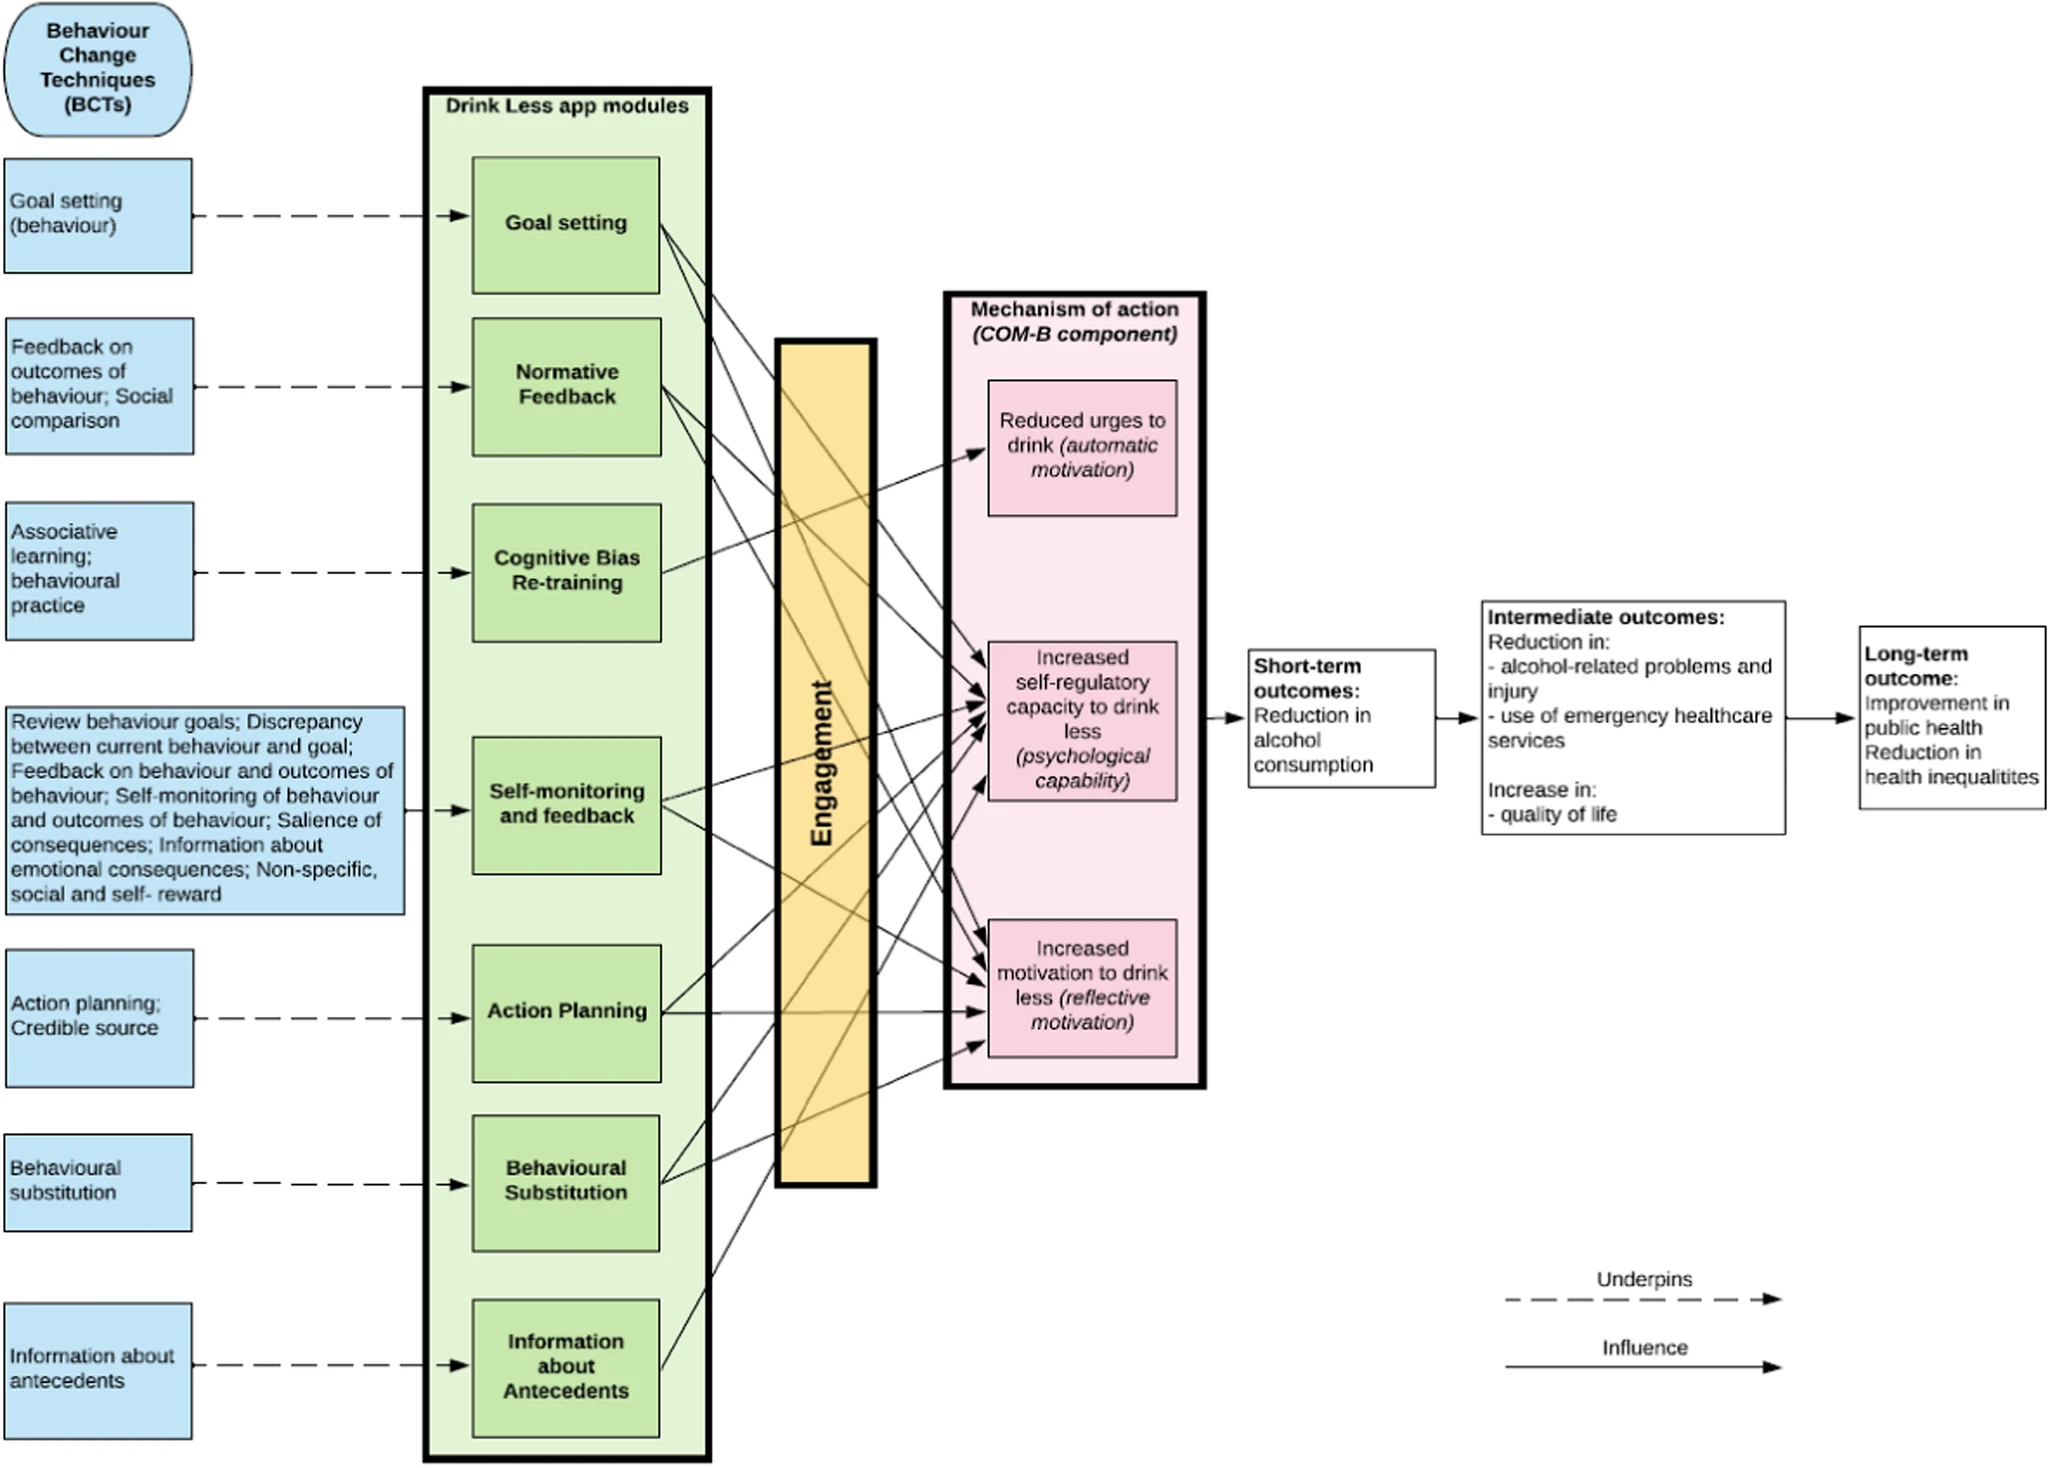 Behaviour
Change
Techniques
(BCTs)
Goal setting
(behaviour)
Feedback on
outcomes of
behaviour; Social
comparison
Associative
learning;
behavioural
practice
Review behaviour goals; Discrepancy
between current behaviour and goal;
Feedback on behaviour and outcomes of
behaviour; Self-monitoring of behaviour
and outcomes of behaviour; Salience of
consequences; Information about
emotional consequences; Non-specific,
social and self- reward
Action planning;
Credible source
Behavioural
substitution
Information about
antecedents
Drink Less app modules
Goal setting
Normative
Feedback
Cognitive Bias
Re-training
Self-monitoring
and feedback
Action Planning
Behavioural
Substitution
Information
about
Antecedents
Engagement
Mechanism of action
(COM-B component)
Reduced urges to
drink (automatic
motivation)
Increased
self-regulatory
capacity to drink
less
(psychological
capability)
Increased
motivation to drink
less (reflective
motivation)
Short-term
outcomes:
Reduction in
alcohol
consumption
Intermediate outcomes:
Reduction in:
- alcohol-related problems and
injury
- use of emergency healthcare
services
Increase in:
- quality of life
Long-term
outcome:
Improvement in
public health
Reduction in
health inequalitites
Underpins
Influence